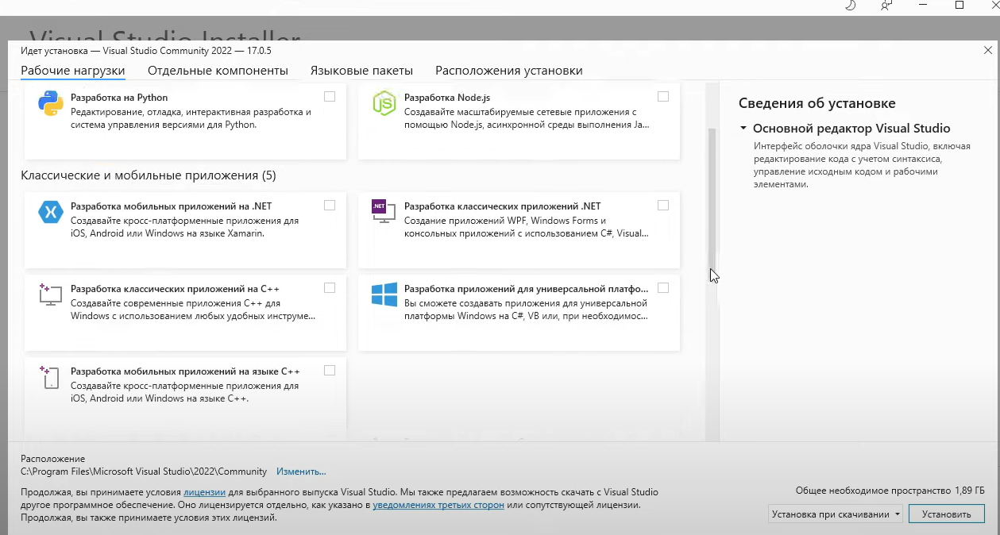 Visual Studio Installer
Идет установка — Visual Studio Community 2022 — 17.0.5
Рабочие нагрузки Отдельные компоненты Языковые пакеты Расположения установки
Разработка на Python
Редактирование, отладка, интерактивная разработка и
система управления версиями для Python.
Разработка Node.js
Создавайте масштабируемые сетевые приложения с
помощью Node.js, асинхронной среды выполнения Ja...
Классические и мобильные приложения (5)
Разработка мобильных приложений на .NET
Создавайте кросс-платформенные приложения для
iOS, Android или Windows на языке Xamarin.
.NET
Разработка классических приложений .NET
Создание приложений WPF, Windows Forms и
консольных приложений с использованием C#, Visual...
Разработка классических приложений на C++
Создавайте современные приложения C++ для
Windows с использованием любых удобных инструме...
Разработка приложений для универсальной платфо...
Вы сможете создавать приложения для универсальной
платформы Windows на C#, VB или, при необходимос...
Разработка мобильных приложений на языке C++
Создавайте кросс-платформенные приложения для
iOS, Android или Windows на языке C++.
Сведения об установке
Основной редактор Visual Studio
Интерфейс оболочки ядра Visual Studio, включая
редактирование кода с учетом синтаксиса,
управление исходным кодом и рабочими
элементами.
Расположение
C:\Program Files\Microsoft Visual Studio\2022\Community Изменить...
Продолжая, вы принимаете условия лицензии для выбранного выпуска Visual Studio. Мы также предлагаем возможность скачать с Visual Studio
другое программное обеспечение. Оно лицензируется отдельно, как указано в уведомлениях третьих сторон или сопутствующей лицензии.
Продолжая, вы также принимаете условия этих лицензий.
Общее необходимое пространство 1,89 ГБ
Установка при скачивании Установить